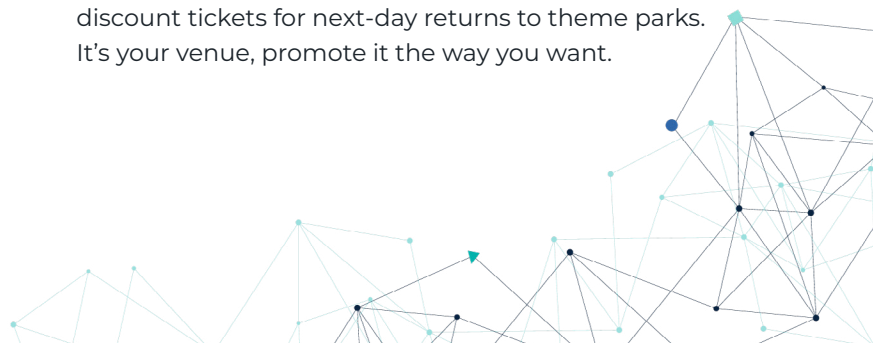 discount tickets for next-day returns to theme parks.
It’s your venue, promote it the way you want.